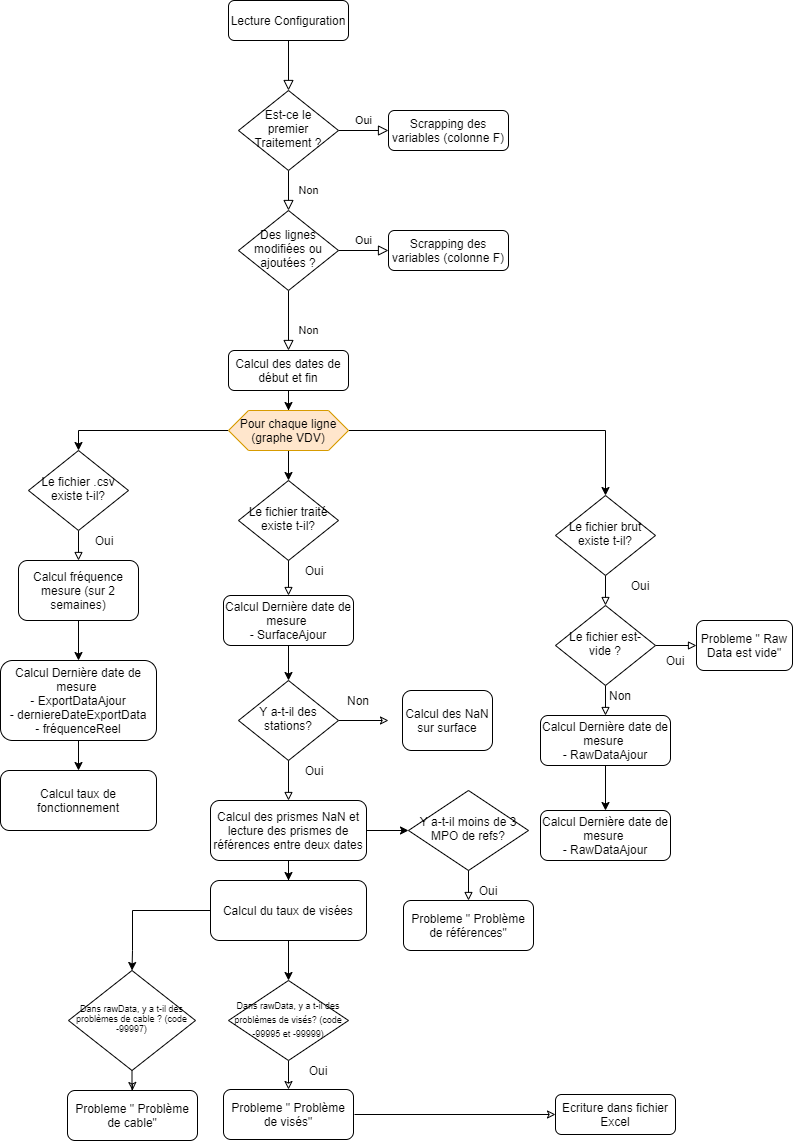 Lecture Configuration
Est-ce le
premier
Traitement ?
Oui
Scrapping des
variables (colonne F)
Non
Des lignes
modifiées ou
ajoutées ?
Oui
Scrapping des
variables (colonne F)
Non
Calcul des dates de
début et fin
Pour chaque ligne
(graphe VDV)
Le fichier .csv
existe t-il?
Oui
Calcul fréquence
mesure (sur 2
semaines)
Calcul Dernière date de
mesure
- ExportDataAjour
- derniereDateExportData
- fréquenceReel
Calcul taux de
fonctionnement
Le fichier traité
existe t-il?
Oui
Calcul Dernière date de
mesure
- SurfaceAjour
Y a-t-il des
stations?
Non
Calcul des NaN
sur surface
Oui
Calcul des prismes NaN et
lecture des prismes de
références entre deux dates
Y a-t-il moins de 3
MPO de refs?
Oui
Probleme " Problème
de références"
Calcul du taux de visées
Dans rawData, y a t-il des
problèmes de cable ? (code
-99997)
Probleme " Problème
de cable"
Dans rawData, y a t-il des
problèmes de visés? (code
-99995 et -99999)
Oui
Probleme " Problème
de visés"
Ecriture dans fichier
Excel
Le fichier brut
existe t-il?
Oui
Le fichier est-
vide ?
Oui
Probleme " Raw
Data est vide"
Non
Calcul Dernière date de
mesure
- RawDataAjour
Calcul Dernière date de
mesure
- RawDataAjour